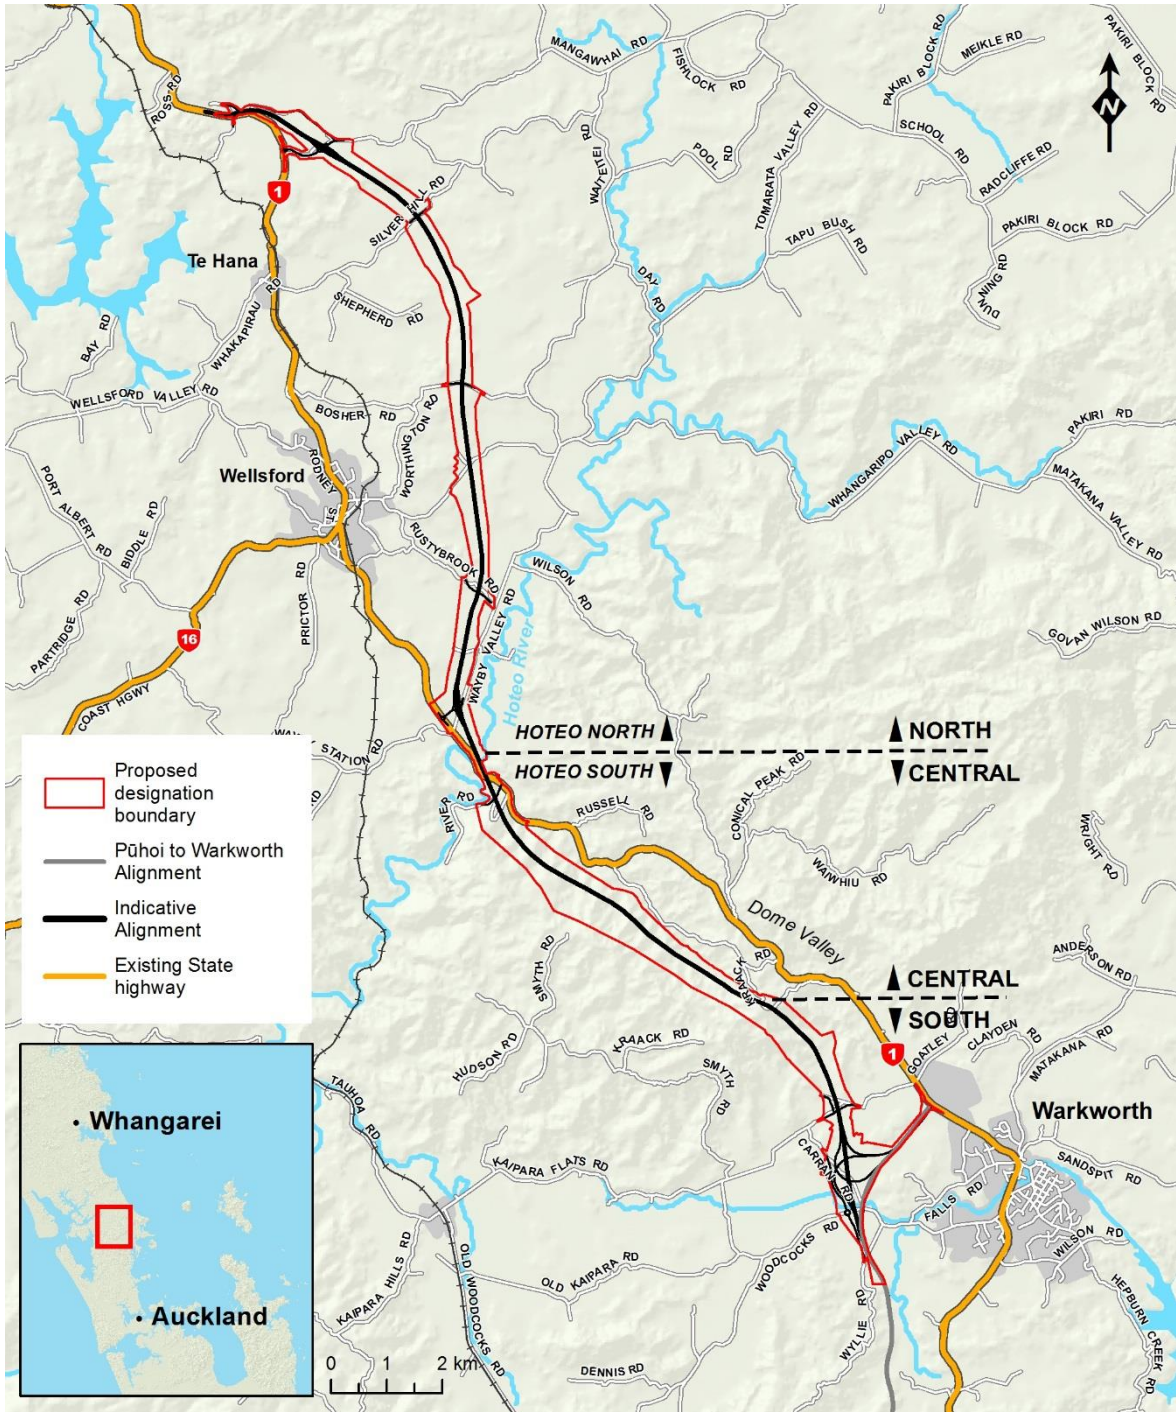 MANGAWHAI RD
FISHLOCK RD
PAKIRI BLOCK RD
MEIKLE RD
PAKIRI BLOCK RD
N
ROSS RD
SCHOOL RD
POOL RD
WAITEITEI RD
TOMARATA VALLEY RD
RADCLIFFE RD
1
SILVER HILL RD
TAPU BUSH RD
PAKIRI BLOCK RD
Te Hana
DAY RD
DUNNING RD
SHEPHERD RD
BAY RD
WHAKAPIRAU RD
WELLSFORD VALLEY RD
BOSHER RD
WORTHINGTON RD
PAKIRI RD
WHANGARIPO VALLEY RD
MATAKANA VALLEY RD
Wellsford
RODNEY ST
PORT ALBERT RD
BIDDLE RD
RUSTYBROOK RD
WILSON RD
PARTRIDGE RD
PRICTOR RD
16
GOVAN WILSON RD
WAYBY VALLEY RD
Hoteo River
COAST HGWY
STATION RD
HOTEO NORTH
NORTH
HOTEO SOUTH
CENTRAL
RIVER RD
RUSSELL RD
CONICAL PEAK RD
WAIWHIU RD
WRIGHT RD
Proposed
designation
boundary
Pūhoi to Warkworth
Alignment
Indicative
Alignment
Existing State
highway
Dome Valley
SMYTH RD
KRAACK RD
ANDERSON RD
CENTRAL
SOUTH
GOATLEY RD
CLAYDEN RD
MATAKANA RD
1
KRAACK RD
HUDSON RD
SMYTH RD
TAUHOA RD
Warkworth
KAIPARA FLATS RD
CARRAN RD
SANDSPIT RD
FALLS RD
WOODCOCKS RD
WILSON RD
OLD KAIPARA RD
KAIPARA HILLS RD
OLD WOODCOCKS RD
HEPBURN CREEK RD
WYLLIE RD
DENNIS RD
Whangarei
Auckland
0 1 2 km